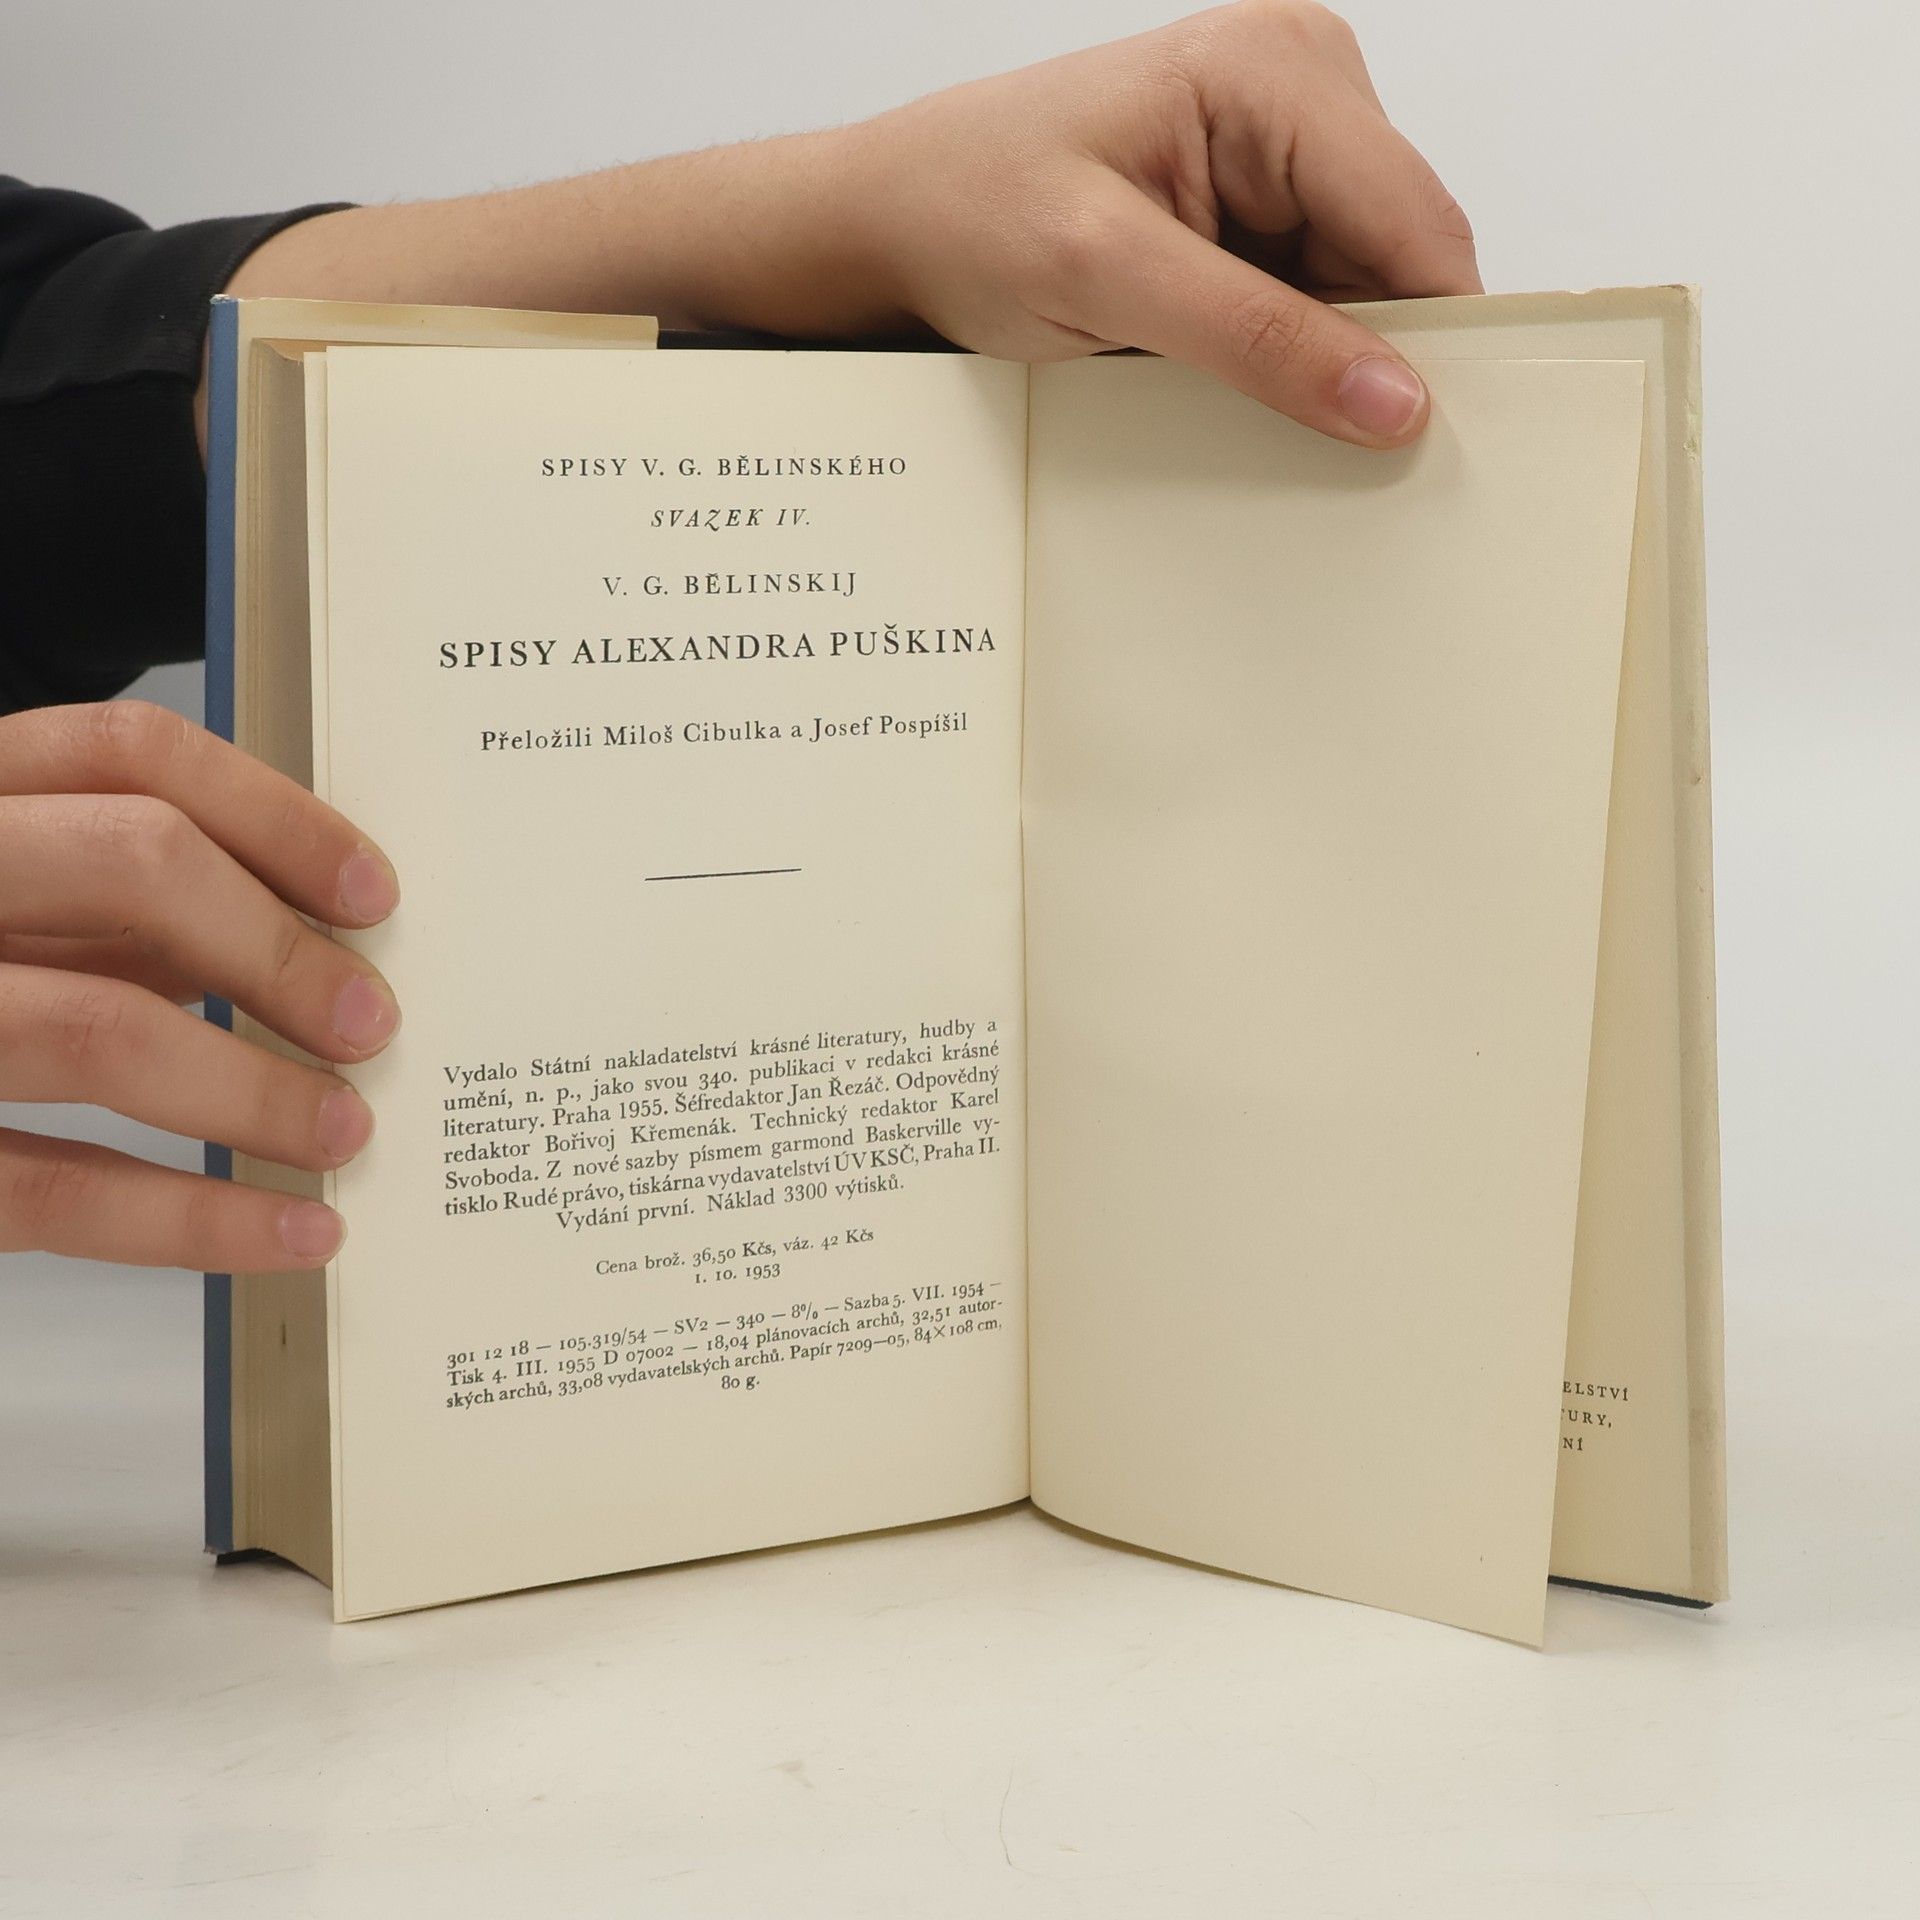 SPISY V. G. BĚLINSKÉHO
SVAZEK IV.
V. G. BĚLINSKIJ
SPISY ALEXANDRA PUŠKINA
Přeložili Miloš Cibulka a Josef Pospíšil
Vydalo Státní nakladatelství krásné literatury, hudby a
umění, n. p., jako svou 340. publikaci v redakci krásné
literatury. Praha 1955. Šéfredaktor Jan Řezáč. Odpovědný
redaktor Bořivoj Křemenák. Technický redaktor Karel
Svoboda. Z nové sazby písmem garmond Baskerville vy-
tisklo Rudé právo, tiskárna vydavatelství ÚV KSČ, Praha II.
Vydání první. Náklad 3300 výtisků.
Cena brož. 36,50 Kčs, váz. 42 Kčs
1. 10. 1953
301 12 18 — 105.319/54 — SV2 — 340 — 8% — Sazba 5. VII. 1954 —
Tisk 4. III. 1955 D 07002 — 18,04 plánovacích archů, 32,51 autor-
ských archů, 33,08 vydavatelských archů. Papír 7209—05, 84×108 cm,
80 g.
ELSTVÍ
TURY,
NÍ